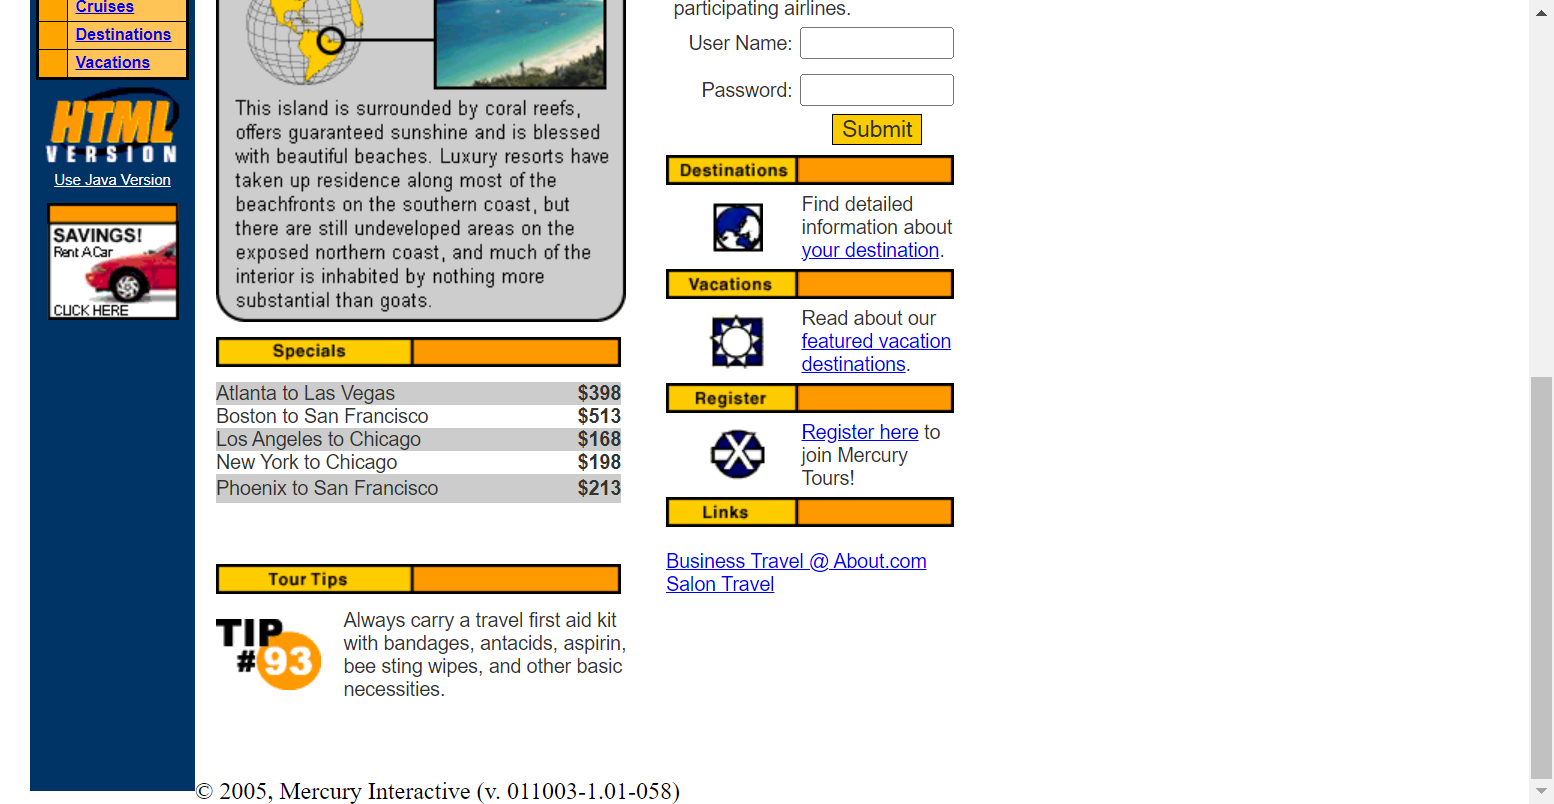 Cruises
Destinations
Vacations
HTML
VERSION
Use Java Version
SAVINGS!
Rent A Car
CLICK HERE
This island is surrounded by coral reefs,
offers guaranteed sunshine and is blessed
with beautiful beaches. Luxury resorts have
taken up residence along most of the
beachfronts on the southern coast, but
there are still undeveloped areas on the
exposed northern coast, and much of the
interior is inhabited by nothing more
substantial than goats.
Specials
Atlanta to Las Vegas $398
Boston to San Francisco $513
Los Angeles to Chicago $168
New York to Chicago $198
Phoenix to San Francisco $213
Tour Tips
TIP
#93
Always carry a travel first aid kit
with bandages, antacids, aspirin,
bee sting wipes, and other basic
necessities.
participating airlines.
User Name:
Password:
Submit
Destinations
Find detailed
information about
your destination.
Vacations
Read about our
featured vacation
destinations.
Register
Register here to
join Mercury
Tours!
Links
Business Travel @ About.com
Salon Travel
© 2005, Mercury Interactive (v. 011003-1.01-058)